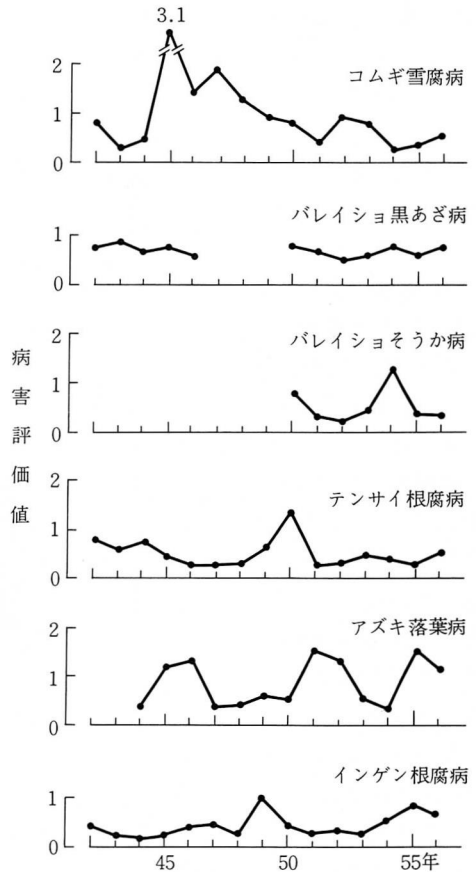 3.1
コムギ雪腐病
2
1
0
バレイショ黒あざ病
1
0
バレイショそうか病
2
1
0
病害評価値
テンサイ根腐病
2
1
0
アズキ落葉病
2
1
0
インゲン根腐病
1
0
45 50 55年